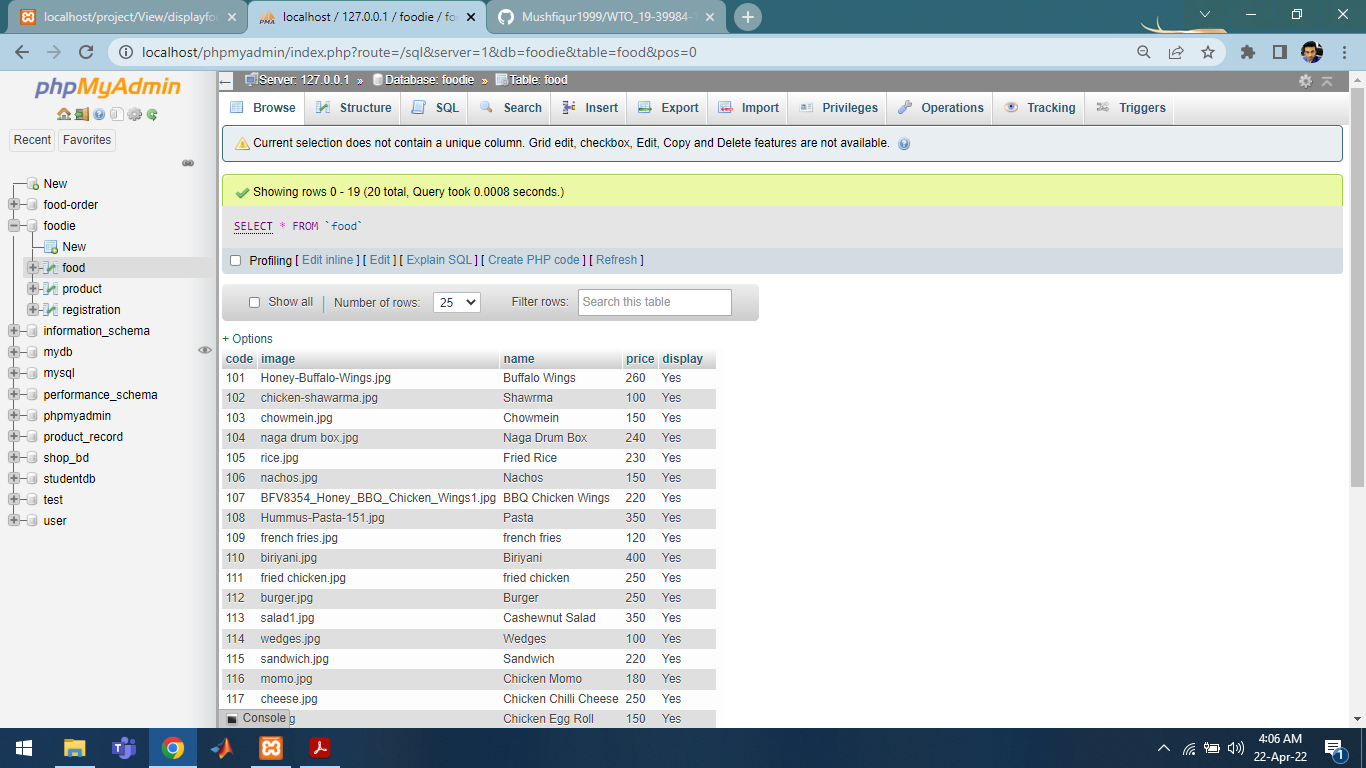 localhost/project/View/displayfo
localhost / 127.0.0.1 / foodie / fo
Mushfiqur1999/WTO_19-39984-
localhost/phpmyadmin/index.php?route=/sql&server=1&db=foodie&table=food&pos=0
phpMyAdmin
Recent Favorites
New
food-order
foodie
New
food
product
registration
information_schema
mydb
mysql
performance_schema
phpmyadmin
product_record
shop_bd
studentdb
test
user
Server: 127.0.0.1 » Database: foodie » Table: food
Browse Structure SQL Search Insert Export Import Privileges Operations Tracking Triggers
Current selection does not contain a unique column. Grid edit, checkbox, Edit, Copy and Delete features are not available.
Showing rows 0 - 19 (20 total, Query took 0.0008 seconds.)
SELECT * FROM `food`
Profiling [ Edit inline ] [ Edit ] [ Explain SQL ] [ Create PHP code ] [ Refresh ]
Show all Number of rows: 25 Filter rows: Search this table
+ Options
code image name price display
101 Honey-Buffalo-Wings.jpg Buffalo Wings 260 Yes
102 chicken-shawarma.jpg Shawrma 100 Yes
103 chowmein.jpg Chowmein 150 Yes
104 naga drum box.jpg Naga Drum Box 240 Yes
105 rice.jpg Fried Rice 230 Yes
106 nachos.jpg Nachos 150 Yes
107 BFV8354_Honey_BBQ_Chicken_Wings1.jpg BBQ Chicken Wings 220 Yes
108 Hummus-Pasta-151.jpg Pasta 350 Yes
109 french fries.jpg french fries 120 Yes
110 biriyani.jpg Biriyani 400 Yes
111 fried chicken.jpg fried chicken 250 Yes
112 burger.jpg Burger 250 Yes
113 salad1.jpg Cashewnut Salad 350 Yes
114 wedges.jpg Wedges 100 Yes
115 sandwich.jpg Sandwich 220 Yes
116 momo.jpg Chicken Momo 180 Yes
117 cheese.jpg Chicken Chilli Cheese 250 Yes
Console g Chicken Egg Roll 150 Yes
4:06 AM
22-Apr-22
1